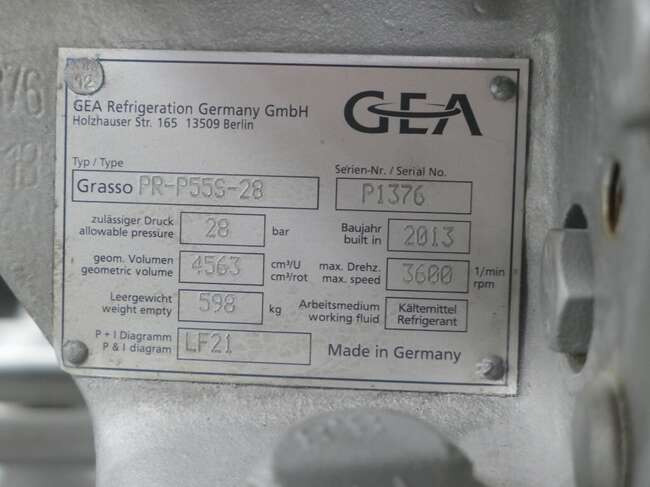 GEA Refrigeration Germany GmbH
Holzhauser Str. 165 13509 Berlin
GEA
Typ / Type
Grasso PR-P55S-28
Serien-Nr. / Serial No.
P1376
zulässiger Druck
allowable pressure
28
bar
Baujahr
built in
2013
geom. Volumen
geometric volume
4563
cm³/U
cm³/rot
max. Drehz.
max. speed
3600
1/min
rpm
Leergewicht
weight empty
598
kg
Arbeitsmedium
working fluid
Kältemittel
Refrigerant
P + I Diagramm
P & I diagram
LF21
Made in Germany